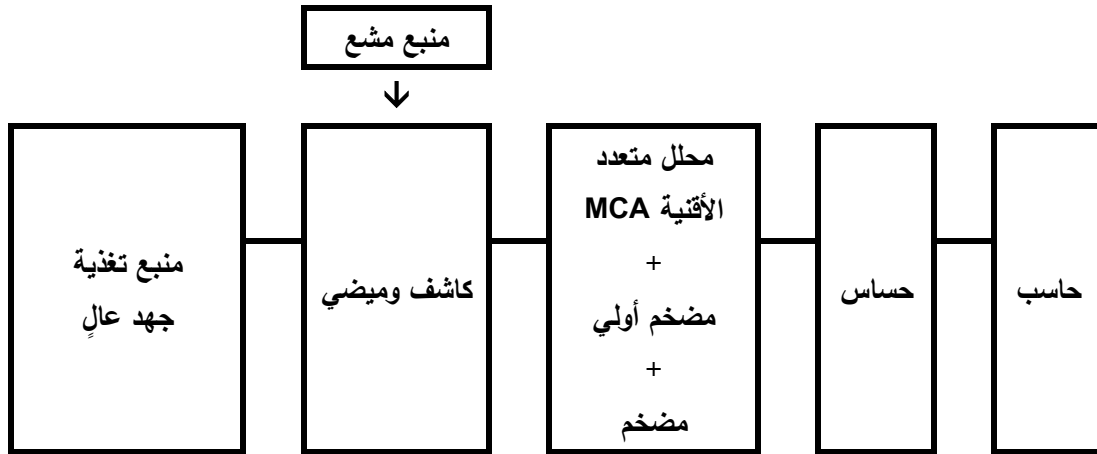 منبع مشع
منبع تغذية
جهد عالٍ
كاشف وميضي
محلل متعدد
الأقنية MCA
+
مضخم أولي
+
مضخم
حساس
حاسب